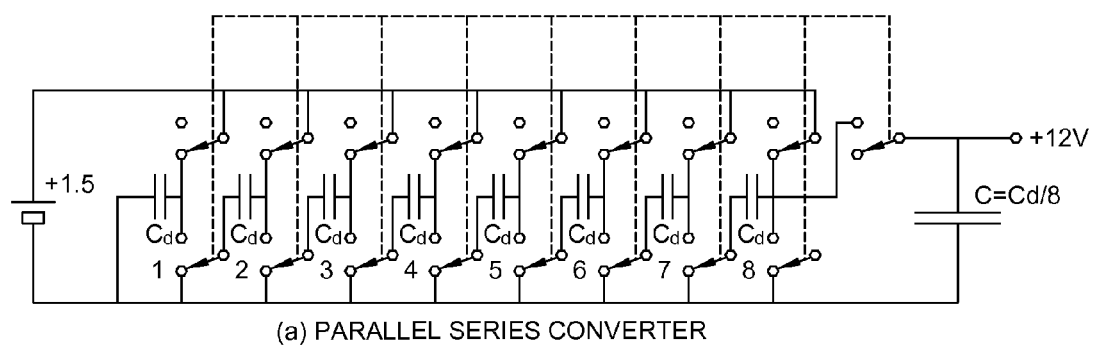 +12V
+1.5
C=Cd/8
Cd Cd Cd Cd Cd Cd Cd Cd
1 2 3 4 5 6 7 8
(a) PARALLEL SERIES CONVERTER